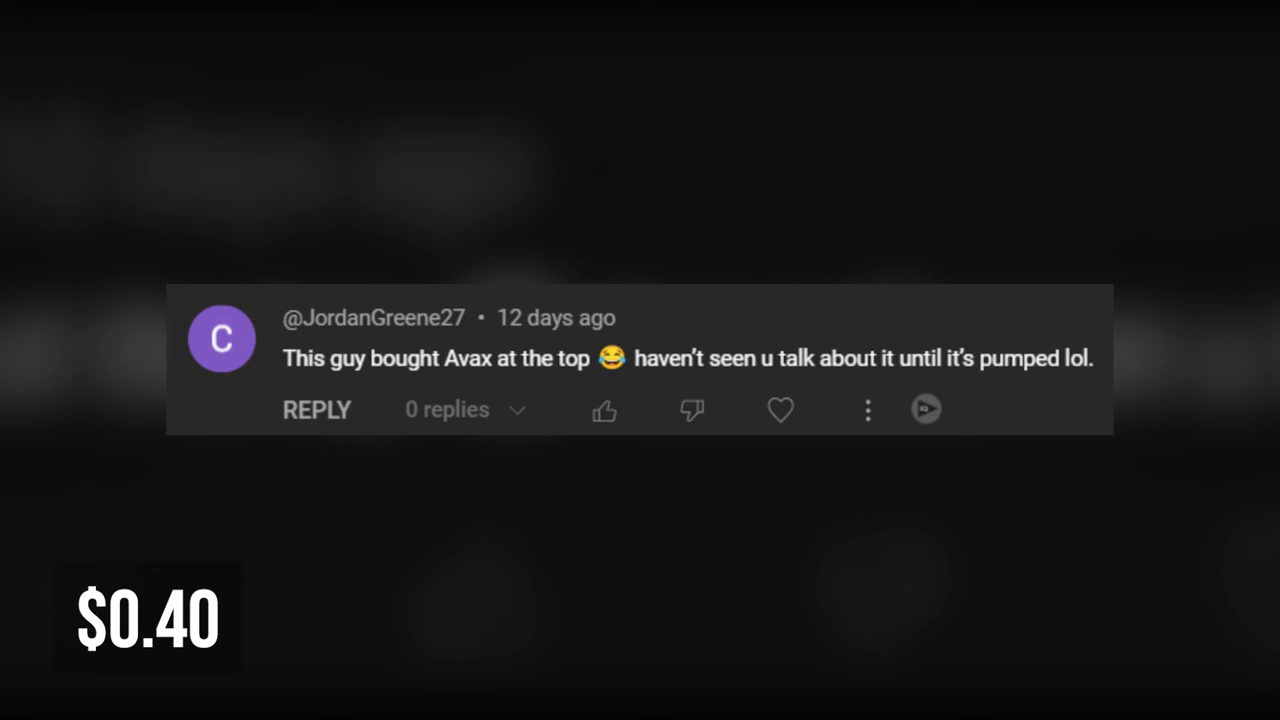 @JordanGreene27 • 12 days ago
C
This guy bought Avax at the top 😂 haven't seen u talk about it until it's pumped lol.
REPLY 0 replies
$0.40